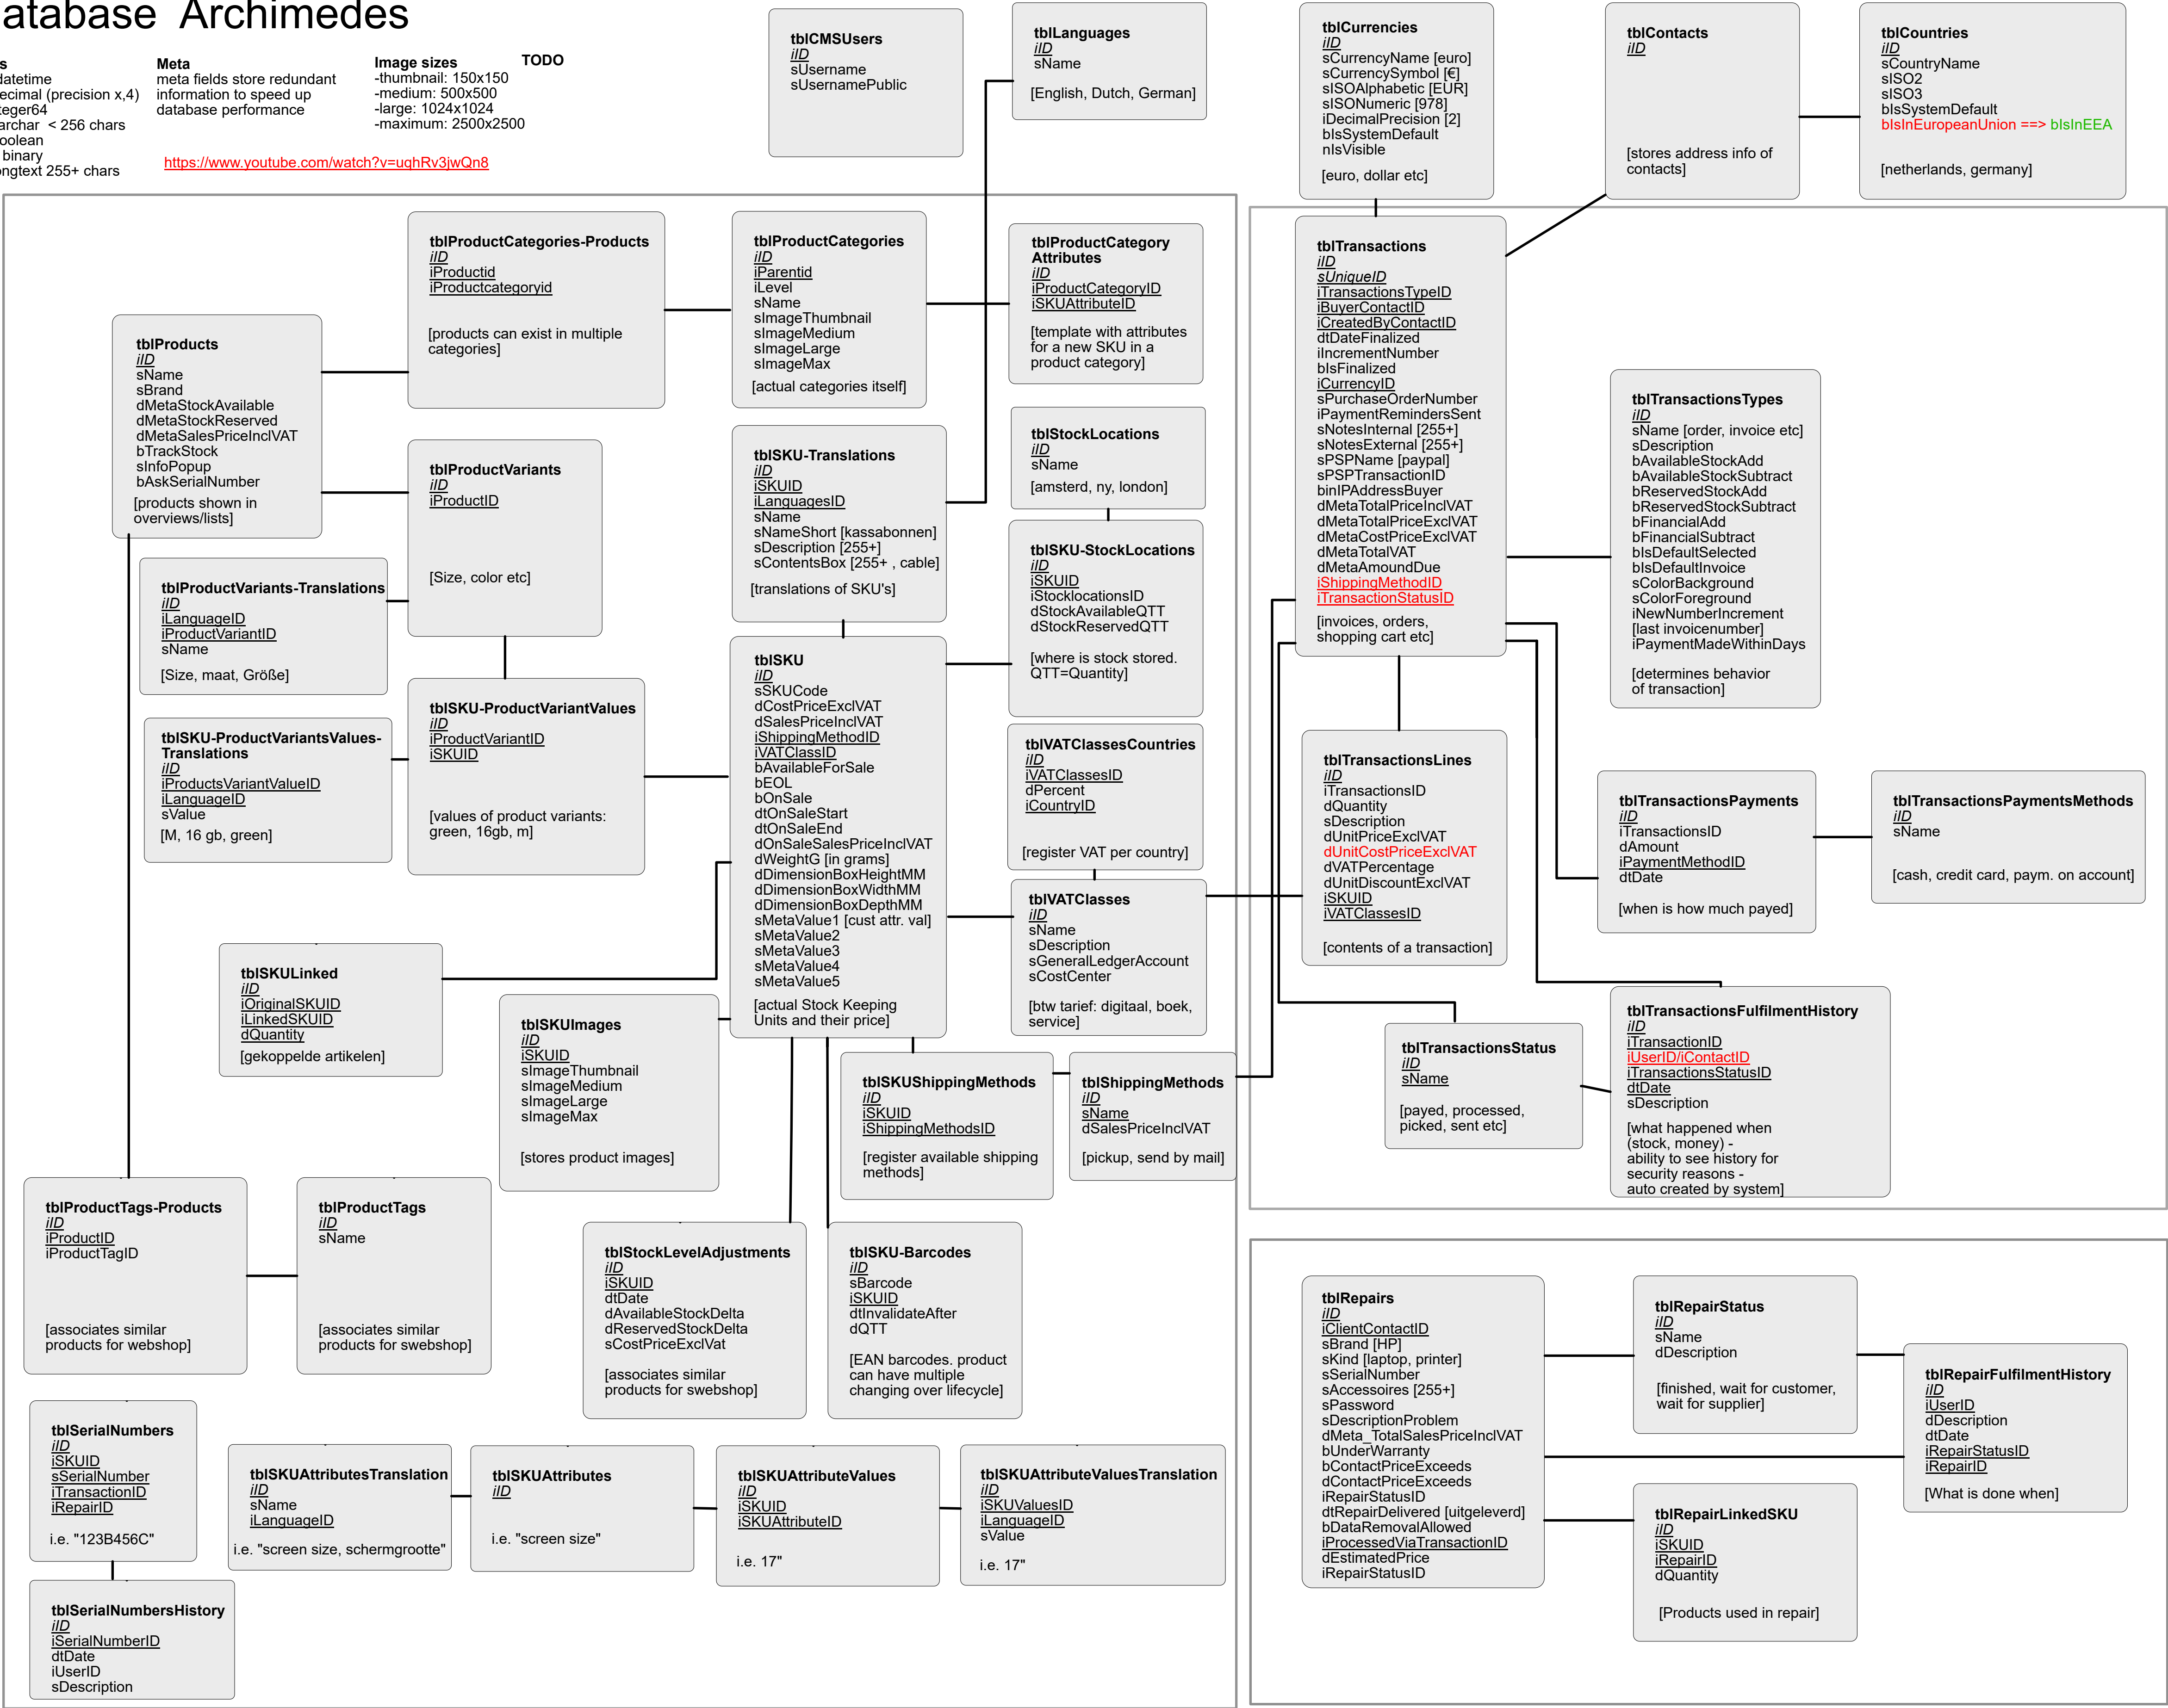 atabase Archimedes
s
datetime
ecimal (precision x,4)
teger64
archar < 256 chars
oolean
binary
ongtext 255+ chars
Meta
meta fields store redundant
information to speed up
database performance
Image sizes
-thumbnail: 150x150
-medium: 500x500
-large: 1024x1024
-maximum: 2500x2500
TODO
https://www.youtube.com/watch?v=uqhRv3jwQn8
tblCMSUsers
iID
sUsername
sUsernamePublic
tblLanguages
iID
sName
[English, Dutch, German]
tblCurrencies
iID
sCurrencyName [euro]
sCurrencySymbol [€]
sISOAlphabetic [EUR]
sISONumeric [978]
iDecimalPrecision [2]
bIsSystemDefault
nIsVisible
[euro, dollar etc]
tblContacts
iID
[stores address info of
contacts]
tblCountries
iID
sCountryName
sISO2
sISO3
bIsSystemDefault
bIsInEuropeanUnion ==> bIsInEEA
[netherlands, germany]
tblProductCategories-Products
iID
iProductid
iProductcategoryid
[products can exist in multiple
categories]
tblProductCategories
iID
iParentid
iLevel
sName
sImageThumbnail
sImageMedium
sImageLarge
sImageMax
[actual categories itself]
tblProductCategory
Attributes
iID
iProductCategoryID
iSKUAttributeID
[template with attributes
for a new SKU in a
product category]
tblProducts
iID
sName
sBrand
dMetaStockAvailable
dMetaStockReserved
dMetaSalesPriceInclVAT
bTrackStock
sInfoPopup
bAskSerialNumber
[products shown in
overviews/lists]
tblProductVariants
iID
iProductID
[Size, color etc]
tblSKU-Translations
iID
iSKUID
iLanguagesID
sName
sNameShort [kassabonnen]
sDescription [255+]
sContentsBox [255+ , cable]
[translations of SKU's]
tblStockLocations
iID
sName
[amsterd, ny, london]
tblSKU-StockLocations
iID
iSKUID
iStocklocationsID
dStockAvailableQTT
dStockReservedQTT
[where is stock stored.
QTT=Quantity]
tblProductVariants-Translations
iID
iLanguageID
iProductVariantID
sName
[Size, maat, Größe]
tblSKU-ProductVariantsValues-
Translations
iID
iProductsVariantValueID
iLanguageID
sValue
[M, 16 gb, green]
tblSKU-ProductVariantValues
iID
iProductVariantID
iSKUID
[values of product variants:
green, 16gb, m]
tblSKU
iID
sSKUCode
dCostPriceExclVAT
dSalesPriceInclVAT
iShippingMethodID
iVATClassID
bAvailableForSale
bEOL
bOnSale
dtOnSaleStart
dtOnSaleEnd
dOnSaleSalesPriceInclVAT
dWeightG [in grams]
dDimensionBoxHeightMM
dDimensionBoxWidthMM
dDimensionBoxDepthMM
sMetaValue1 [cust attr. val]
sMetaValue2
sMetaValue3
sMetaValue4
sMetaValue5
[actual Stock Keeping
Units and their price]
tblVATClassesCountries
iID
iVATClassesID
dPercent
iCountryID
[register VAT per country]
tblVATClasses
iID
sName
sDescription
sGeneralLedgerAccount
sCostCenter
[btw tarief: digitaal, boek,
service]
tblSKULinked
iID
iOriginalSKUID
iLinkedSKUID
dQuantity
[gekoppelde artikelen]
tblSKUImages
iID
iSKUID
sImageThumbnail
sImageMedium
sImageLarge
sImageMax
[stores product images]
tblSKUShippingMethods
iID
iSKUID
iShippingMethodsID
[register available shipping
methods]
tblShippingMethods
iID
sName
dSalesPriceInclVAT
[pickup, send by mail]
tblProductTags-Products
iID
iProductID
iProductTagID
[associates similar
products for webshop]
tblProductTags
iID
sName
[associates similar
products for swebshop]
tblStockLevelAdjustments
iID
iSKUID
dtDate
dAvailableStockDelta
dReservedStockDelta
sCostPriceExclVat
[associates similar
products for swebshop]
tblSKU-Barcodes
iID
sBarcode
iSKUID
dtInvalidateAfter
dQTT
[EAN barcodes. product
can have multiple
changing over lifecycle]
tblSerialNumbers
iID
iSKUID
sSerialNumber
iTransactionID
iRepairID
i.e. "123B456C"
tblSKUAttributesTranslation
iID
sName
iLanguageID
i.e. "screen size, schermgrootte"
tblSKUAttributes
iID
i.e. "screen size"
tblSKUAttributeValues
iID
iSKUID
iSKUAttributeID
i.e. 17"
tblSKUAttributeValuesTranslation
iID
iSKUValuesID
iLanguageID
sValue
i.e. 17"
tblSerialNumbersHistory
iID
iSerialNumberID
dtDate
iUserID
sDescription
tblTransactions
iID
sUniqueID
iTransactionsTypeID
iBuyerContactID
iCreatedByContactID
dtDateFinalized
iIncrementNumber
bIsFinalized
iCurrencyID
sPurchaseOrderNumber
iPaymentRemindersSent
sNotesInternal [255+]
sNotesExternal [255+]
sPSPName [paypal]
sPSPTransactionID
binIPAddressBuyer
dMetaTotalPriceInclVAT
dMetaTotalPriceExclVAT
dMetaCostPriceExclVAT
dMetaTotalVAT
dMetaAmoundDue
iShippingMethodID
iTransactionStatusID
[invoices, orders,
shopping cart etc]
tblTransactionsTypes
iID
sName [order, invoice etc]
sDescription
bAvailableStockAdd
bAvailableStockSubtract
bReservedStockAdd
bReservedStockSubtract
bFinancialAdd
bFinancialSubtract
bIsDefaultSelected
bIsDefaultInvoice
sColorBackground
sColorForeground
iNewNumberIncrement
[last invoicenumber]
iPaymentMadeWithinDays
[determines behavior
of transaction]
tblTransactionsLines
iID
iTransactionsID
dQuantity
sDescription
dUnitPriceExclVAT
dUnitCostPriceExclVAT
dVATPercentage
dUnitDiscountExclVAT
iSKUID
iVATClassesID
[contents of a transaction]
tblTransactionsPayments
iID
iTransactionsID
dAmount
iPaymentMethodID
dtDate
[when is how much payed]
tblTransactionsPaymentsMethods
iID
sName
[cash, credit card, paym. on account]
tblTransactionsStatus
iID
sName
[payed, processed,
picked, sent etc]
tblTransactionsFulfilmentHistory
iID
iTransactionID
iUserID/iContactID
iTransactionsStatusID
dtDate
sDescription
[what happened when
(stock, money) -
ability to see history for
security reasons -
auto created by system]
tblRepairs
iID
iClientContactID
sBrand [HP]
sKind [laptop, printer]
sSerialNumber
sAccessoires [255+]
sPassword
sDescriptionProblem
dMeta_TotalSalesPriceInclVAT
bUnderWarranty
bContactPriceExceeds
dContactPriceExceeds
iRepairStatusID
dtRepairDelivered [uitgeleverd]
bDataRemovalAllowed
iProcessedViaTransactionID
dEstimatedPrice
iRepairStatusID
tblRepairStatus
iID
sName
dDescription
[finished, wait for customer,
wait for supplier]
tblRepairFulfilmentHistory
iID
iUserID
dDescription
dtDate
iRepairStatusID
iRepairID
[What is done when]
tblRepairLinkedSKU
iID
iSKUID
iRepairID
dQuantity
[Products used in repair]